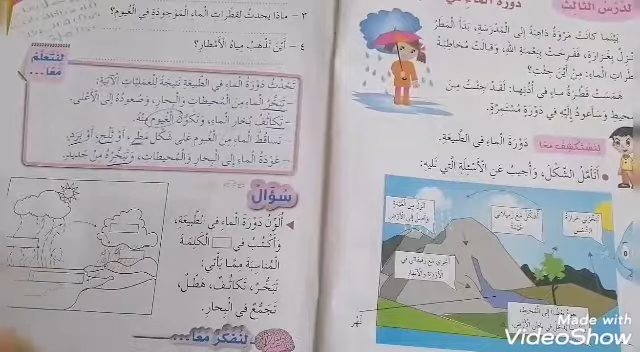 الدرس الثالث
دورة الماء في
بينما كانت مروة ذاهبة إلى المدرسة، بدأ المطر
ينزل بغزارة، ففرحت بنعمة الله، وقالت مخاطبة
قطرات الماء: من أين جئت؟
همست قطرة ماء في أذنها: لقد جئت من
المحيط وسأعود إليه في دورة مستمرة.
لنستكشف معا
دورة الماء في الطبيعة.
أتأمل الشكل، وأجيب عن الأسئلة التي تليه:
نهر
٣ - ماذا يحدث لقطرات الماء الموجودة في الغيوم؟
٤ - أين تذهب مياه الأمطار؟
لنتعلم
معا...
تحدث دورة الماء في الطبيعة نتيجة للعمليات الآتية:
- تبخر الماء من المحيطات والبحار، وصعوده إلى الأعلى.
- تكاثف بخار الماء، وتكون الغيوم منه.
- تساقط الماء من الغيوم على شكل مطر، أو ثلج، أو برد.
- عودة الماء إلى البحار والمحيطات، وتبخره من جديد.
سؤال
ألون دورة الماء في الطبيعة،
وأكتب في الكلمة
المناسبة مما يأتي:
تبخر، تكاثف، هطل،
تجمع في البحار.
لنفكر معا...
Made with
VideoShow